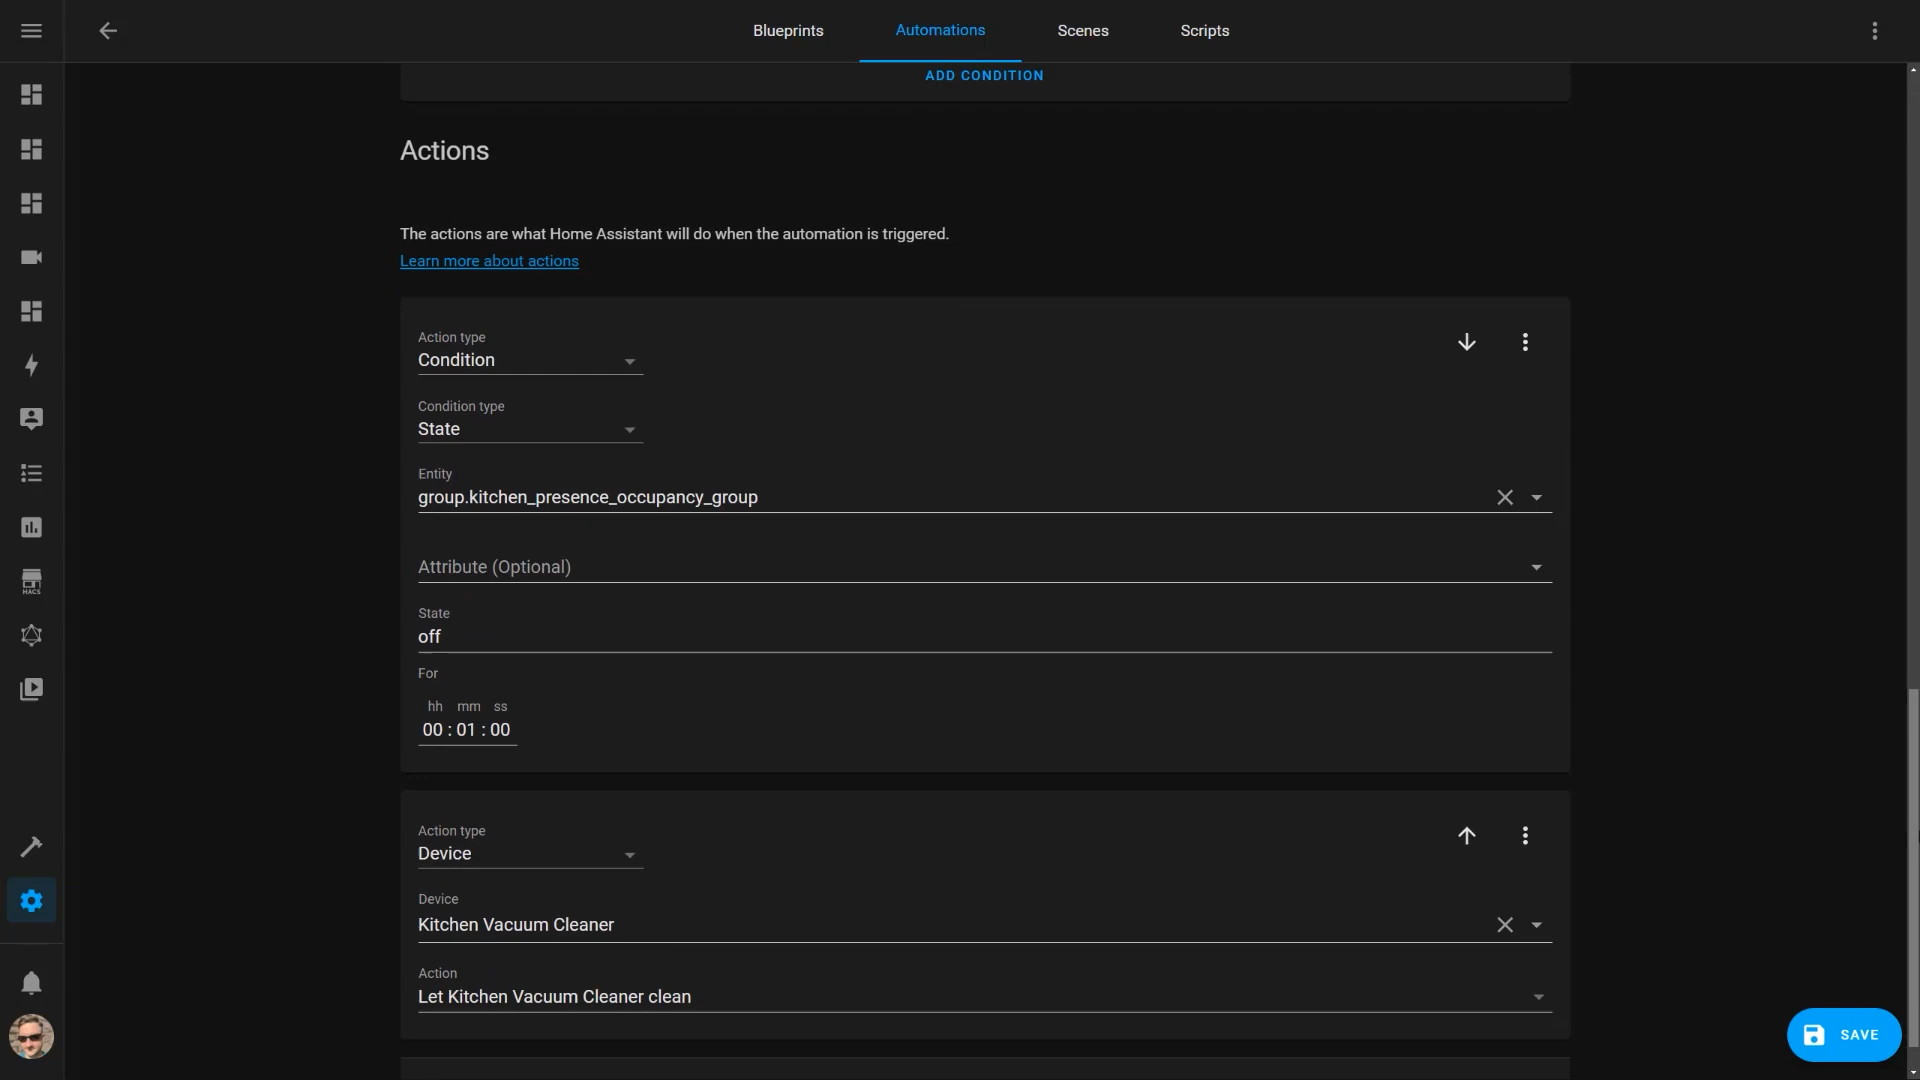 Blueprints
Automations
Scenes
Scripts
ADD CONDITION
Actions
The actions are what Home Assistant will do when the automation is triggered.
Learn more about actions
Action type
Condition
Condition type
State
Entity
group.kitchen_presence_occupancy_group
Attribute (Optional)
State
off
For
hh mm ss
00 : 01 : 00
HACS
Action type
Device
Device
Kitchen Vacuum Cleaner
Action
Let Kitchen Vacuum Cleaner clean
SAVE